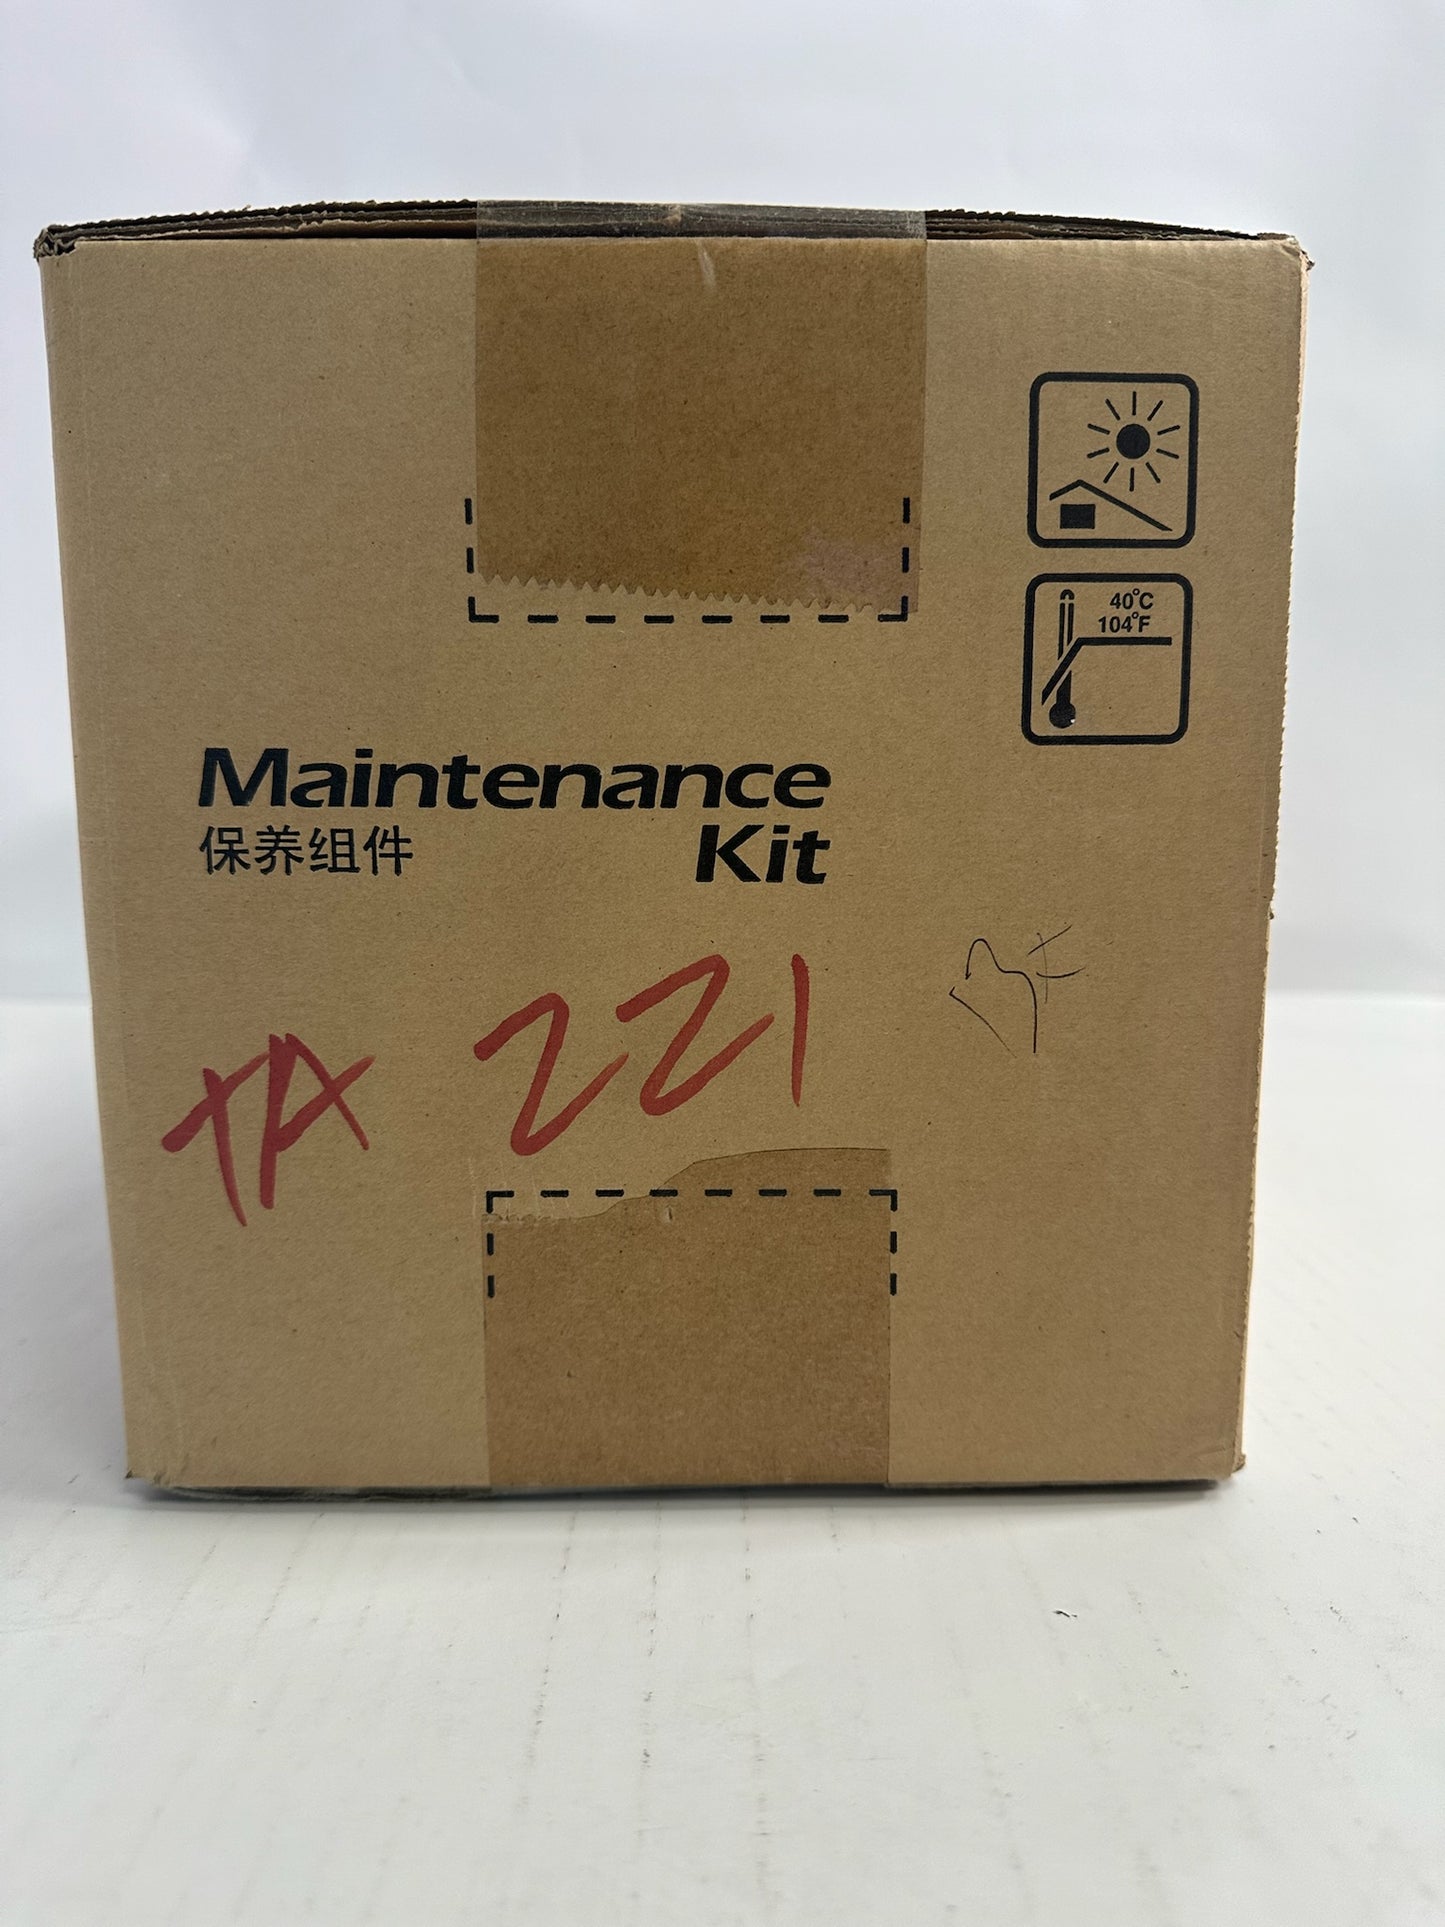 40°C
104°F
Maintenance
保养组件 Kit
TA 221